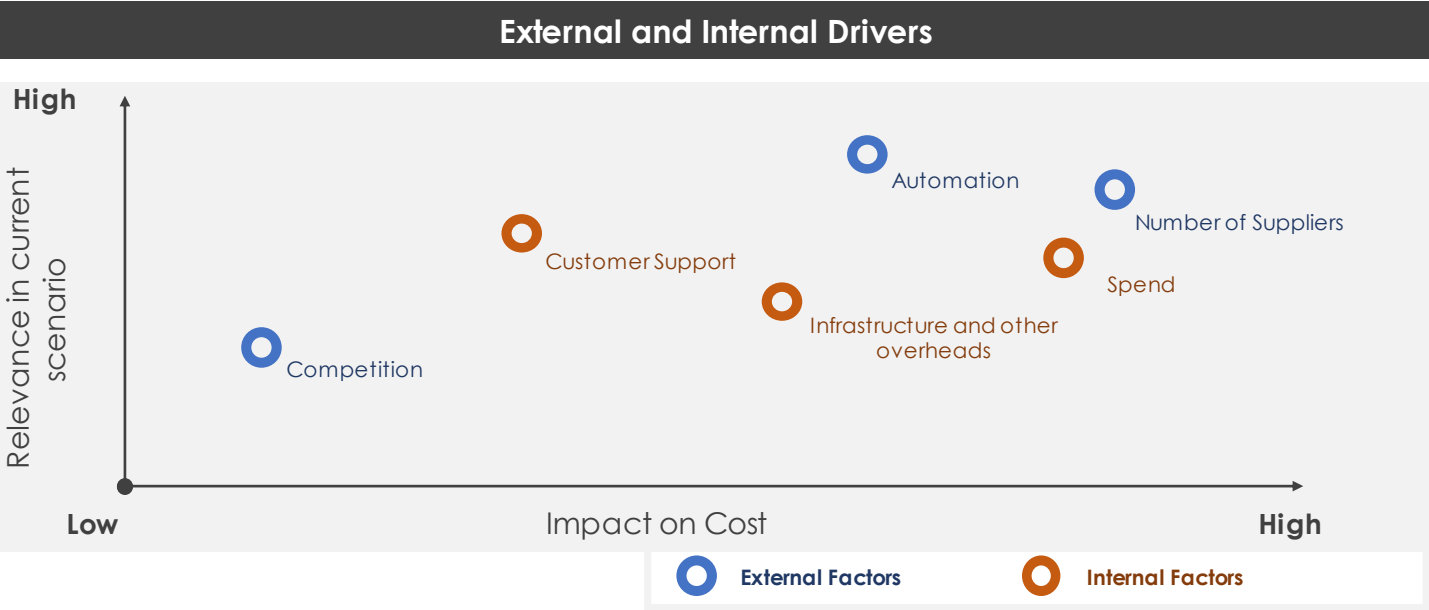 External and Internal Drivers
High
Relevance in current
scenario
Automation
Number of Suppliers
Customer Support
Spend
Infrastructure and other
overheads
Competition
Low
Impact on Cost
High
External Factors
Internal Factors